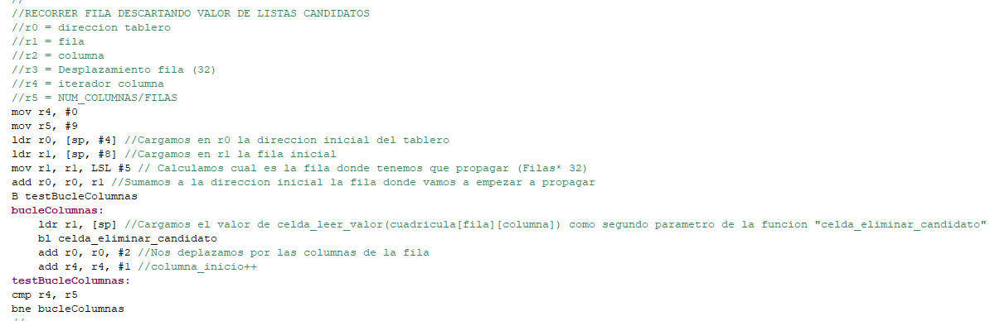 //
//RECORRER FILA DESCARTANDO VALOR DE LISTAS CANDIDATOS
//r0 = direccion tablero
//r1 = fila
//r2 = columna
//r3 = Desplazamiento fila (32)
//r4 = iterador columna
//r5 = NUM_COLUMNAS/FILAS
mov r4, #0
mov r5, #9
ldr r0, [sp, #4] //Cargamos en r0 la direccion inicial del tablero
ldr r1, [sp, #8] //Cargamos en r1 la fila inicial
mov r1, r1, LSL #5 // Calculamos cual es la fila donde tenemos que propagar (Filas* 32)
add r0, r0, r1 //Sumamos a la direccion inicial la fila donde vamos a empezar a propagar
B testBucleColumnas
bucleColumnas:
ldr r1, [sp] //Cargamos el valor de celda_leer_valor(cuadricula[fila][columna]) como segundo parametro de la funcion "celda_eliminar_candidato"
bl celda_eliminar_candidato
add r0, r0, #2 //Nos deplazamos por las columnas de la fila
add r4, r4, #1 //columna_inicio++
testBucleColumnas:
cmp r4, r5
bne bucleColumnas
//